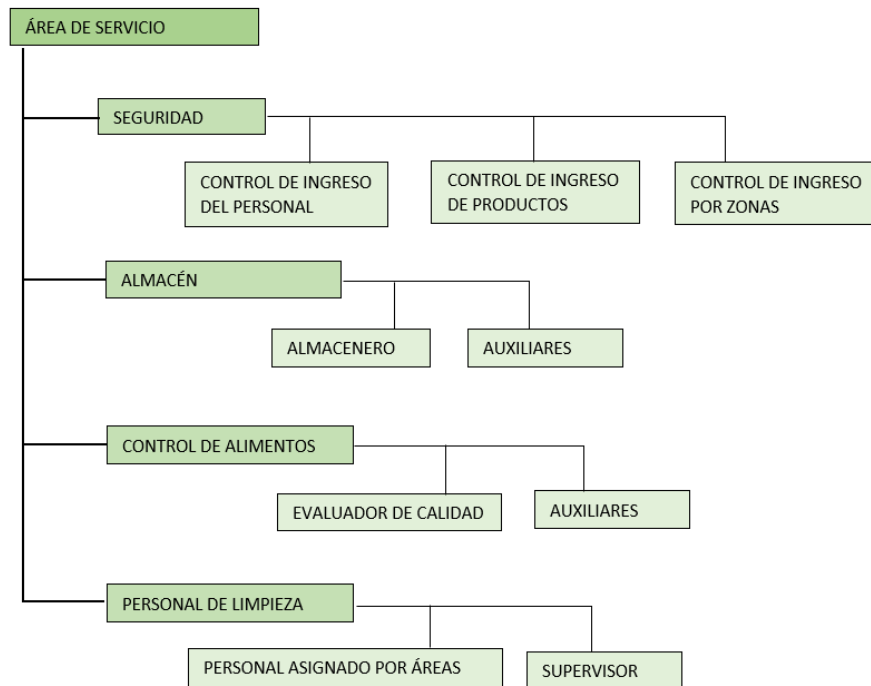 ÁREA DE SERVICIO
SEGURIDAD
CONTROL DE INGRESO
DEL PERSONAL
CONTROL DE INGRESO
DE PRODUCTOS
CONTROL DE INGRESO
POR ZONAS
ALMACÉN
ALMACENERO
AUXILIARES
CONTROL DE ALIMENTOS
EVALUADOR DE CALIDAD
AUXILIARES
PERSONAL DE LIMPIEZA
PERSONAL ASIGNADO POR ÁREAS
SUPERVISOR